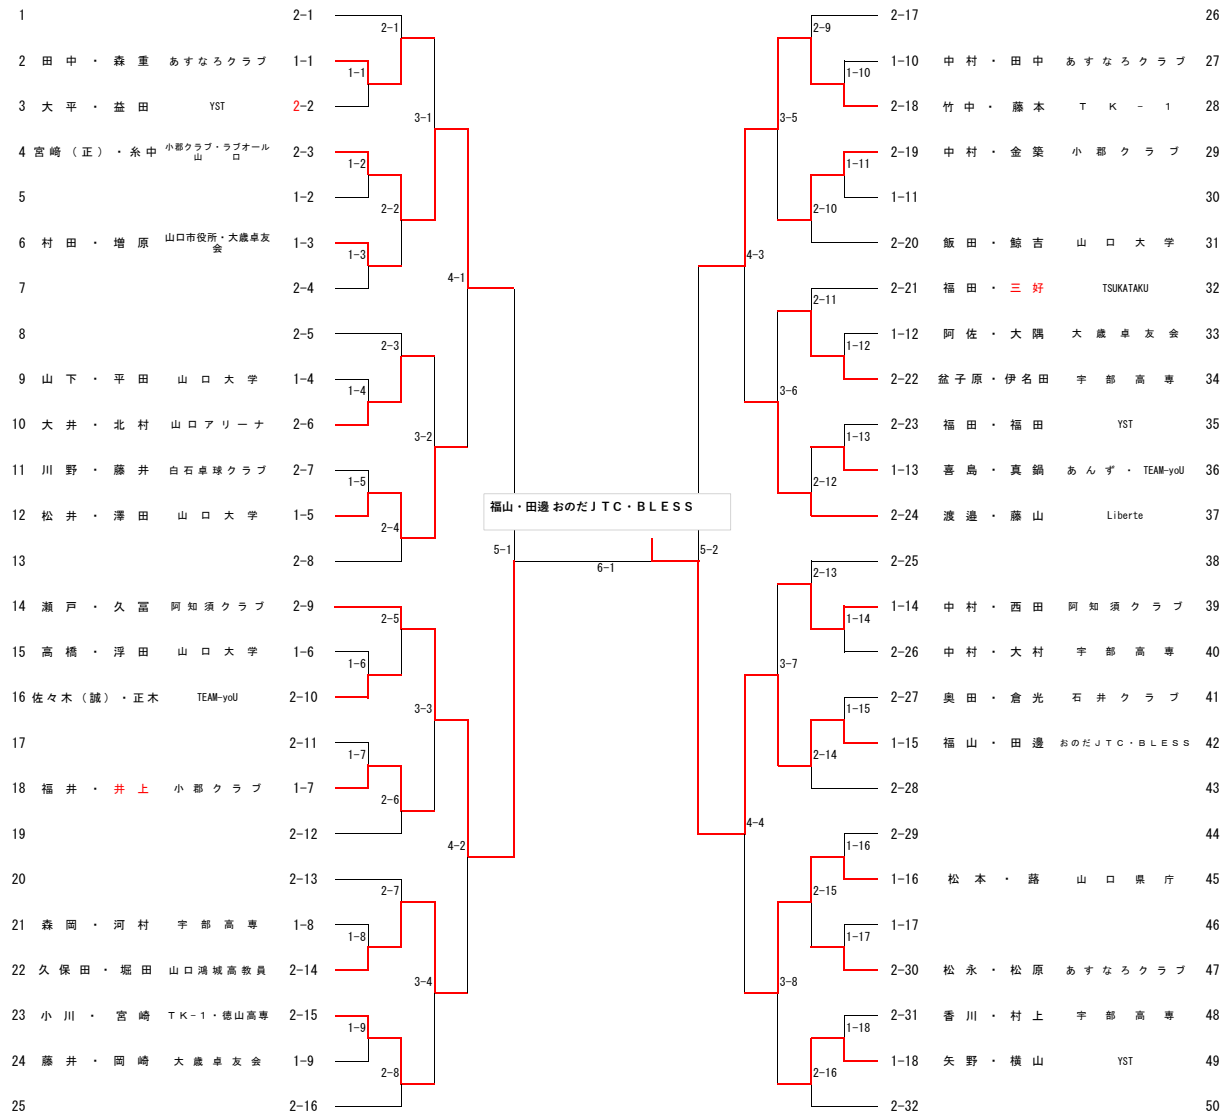 1 2-1
2 田中・森重 あすなろクラブ 1-1
3 大平・益田 YST 2-2
4 宮﨑（正）・糸中 小郡クラブ・ラブオール山口 2-3
5 1-2
6 村田・増原 山口市役所・大歳卓友会 1-3
7 2-4
8 2-5
9 山下・平田 山口大学 1-4
10 大井・北村 山口アリーナ 2-6
11 川野・藤井 白石卓球クラブ 2-7
12 松井・澤田 山口大学 1-5
13 2-8
14 瀬戸・久冨 阿知須クラブ 2-9
15 高橋・浮田 山口大学 1-6
16 佐々木（誠）・正木 TEAM-yoU 2-10
17 2-11
18 福井・井上 小郡クラブ 1-7
19 2-12
20 2-13
21 森岡・河村 宇部高専 1-8
22 久保田・堀田 山口鴻城高教員 2-14
23 小川・宮崎 TK-1・徳山高専 2-15
24 藤井・岡崎 大歳卓友会 1-9
25 2-16
2-1
1-1
3-1
1-2
2-2
1-3
4-1
2-3
1-4
3-2
1-5
2-4
5-1
2-5
1-6
3-3
1-7
2-6
4-2
2-7
1-8
3-4
1-9
2-8
福山・田邊 おのだＪＴＣ・ＢＬＥＳＳ
6-1
2-9
1-10
3-5
1-11
2-10
4-3
2-11
1-12
3-6
1-13
2-12
5-2
2-13
1-14
3-7
1-15
2-14
4-4
1-16
2-15
1-17
3-8
1-18
2-16
2-17 26
1-10 中村・田中 あすなろクラブ 27
2-18 竹中・藤本 ＴＫ－１ 28
2-19 中村・金築 小郡クラブ 29
1-11 30
2-20 飯田・鯨吉 山口大学 31
2-21 福田・三好 TSUKATAKU 32
1-12 阿佐・大隅 大歳卓友会 33
2-22 盆子原・伊名田 宇部高専 34
2-23 福田・福田 YST 35
1-13 喜島・真鍋 あんず・TEAM-yoU 36
2-24 渡邉・藤山 Liberte 37
2-25 38
1-14 中村・西田 阿知須クラブ 39
2-26 中村・大村 宇部高専 40
2-27 奥田・倉光 石井クラブ 41
1-15 福山・田邊 おのだＪＴＣ・ＢＬＥＳＳ 42
2-28 43
2-29 44
1-16 松本・蕗 山口県庁 45
1-17 46
2-30 松永・松原 あすなろクラブ 47
2-31 香川・村上 宇部高専 48
1-18 矢野・横山 YST 49
2-32 50